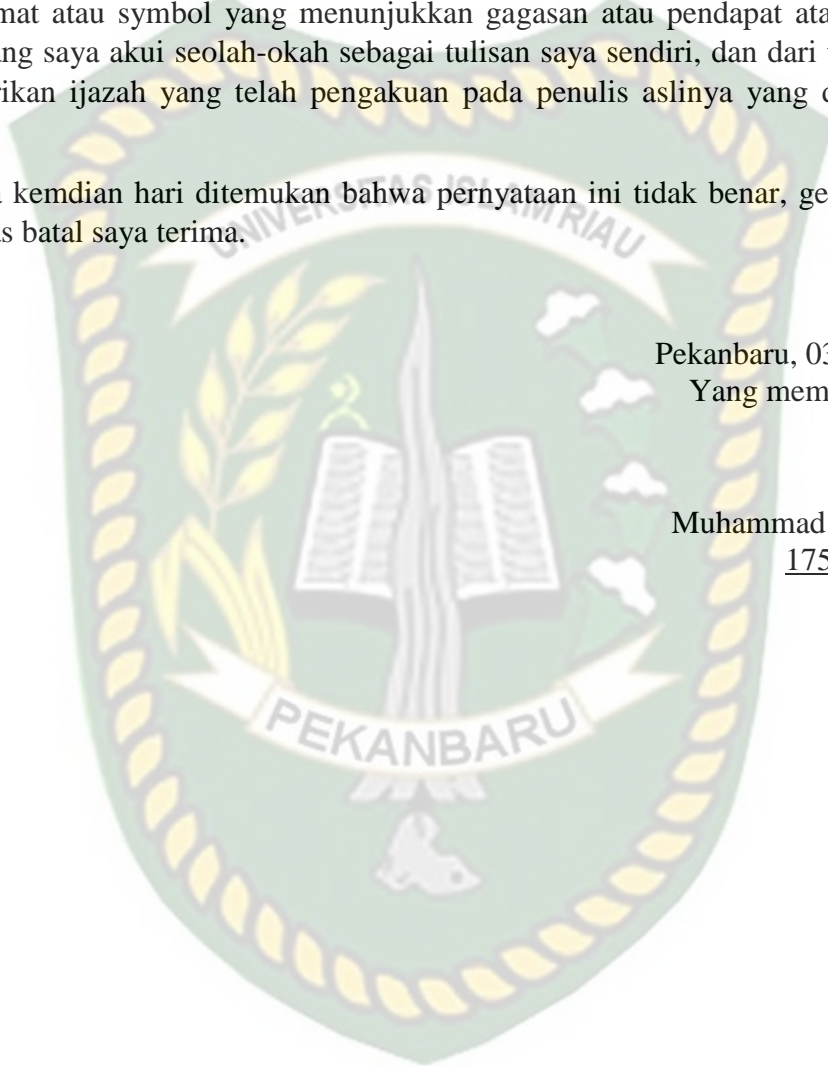 mat atau symbol yang menunjukkan gagasan atau pendapat ata
ng saya akui seolah-okah sebagai tulisan saya sendiri, dan dari
rikan ijazah yang telah pengakuan pada penulis aslinya yang
kemdian hari ditemukan bahwa pernyataan ini tidak benar, ge
s batal saya terima.
UNIVERSITAS ISLAM RIAU
Pekanbaru, 03
Yang mem
Muhammad
175
PEKANBARU